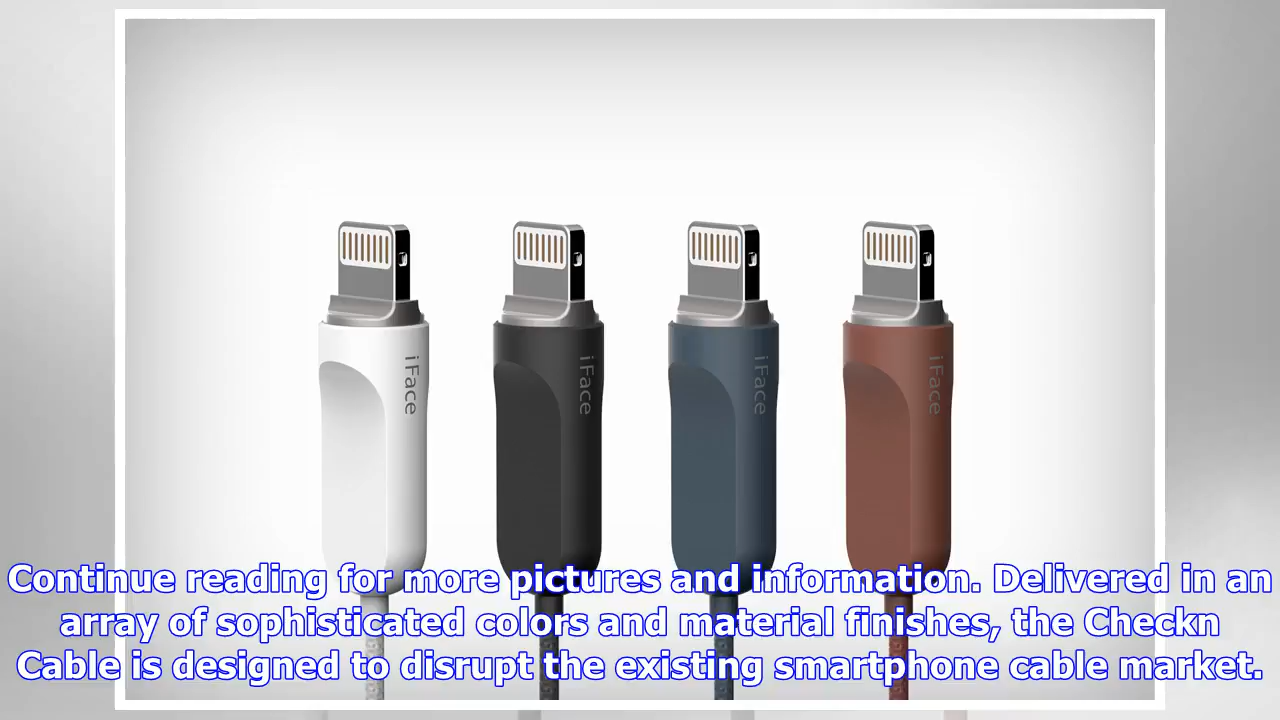 iFace
iFace
iFace
iFace
Continue reading for more pictures and information. Delivered in an
array of sophisticated colors and material finishes, the Checkn
Cable is designed to disrupt the existing smartphone cable market.